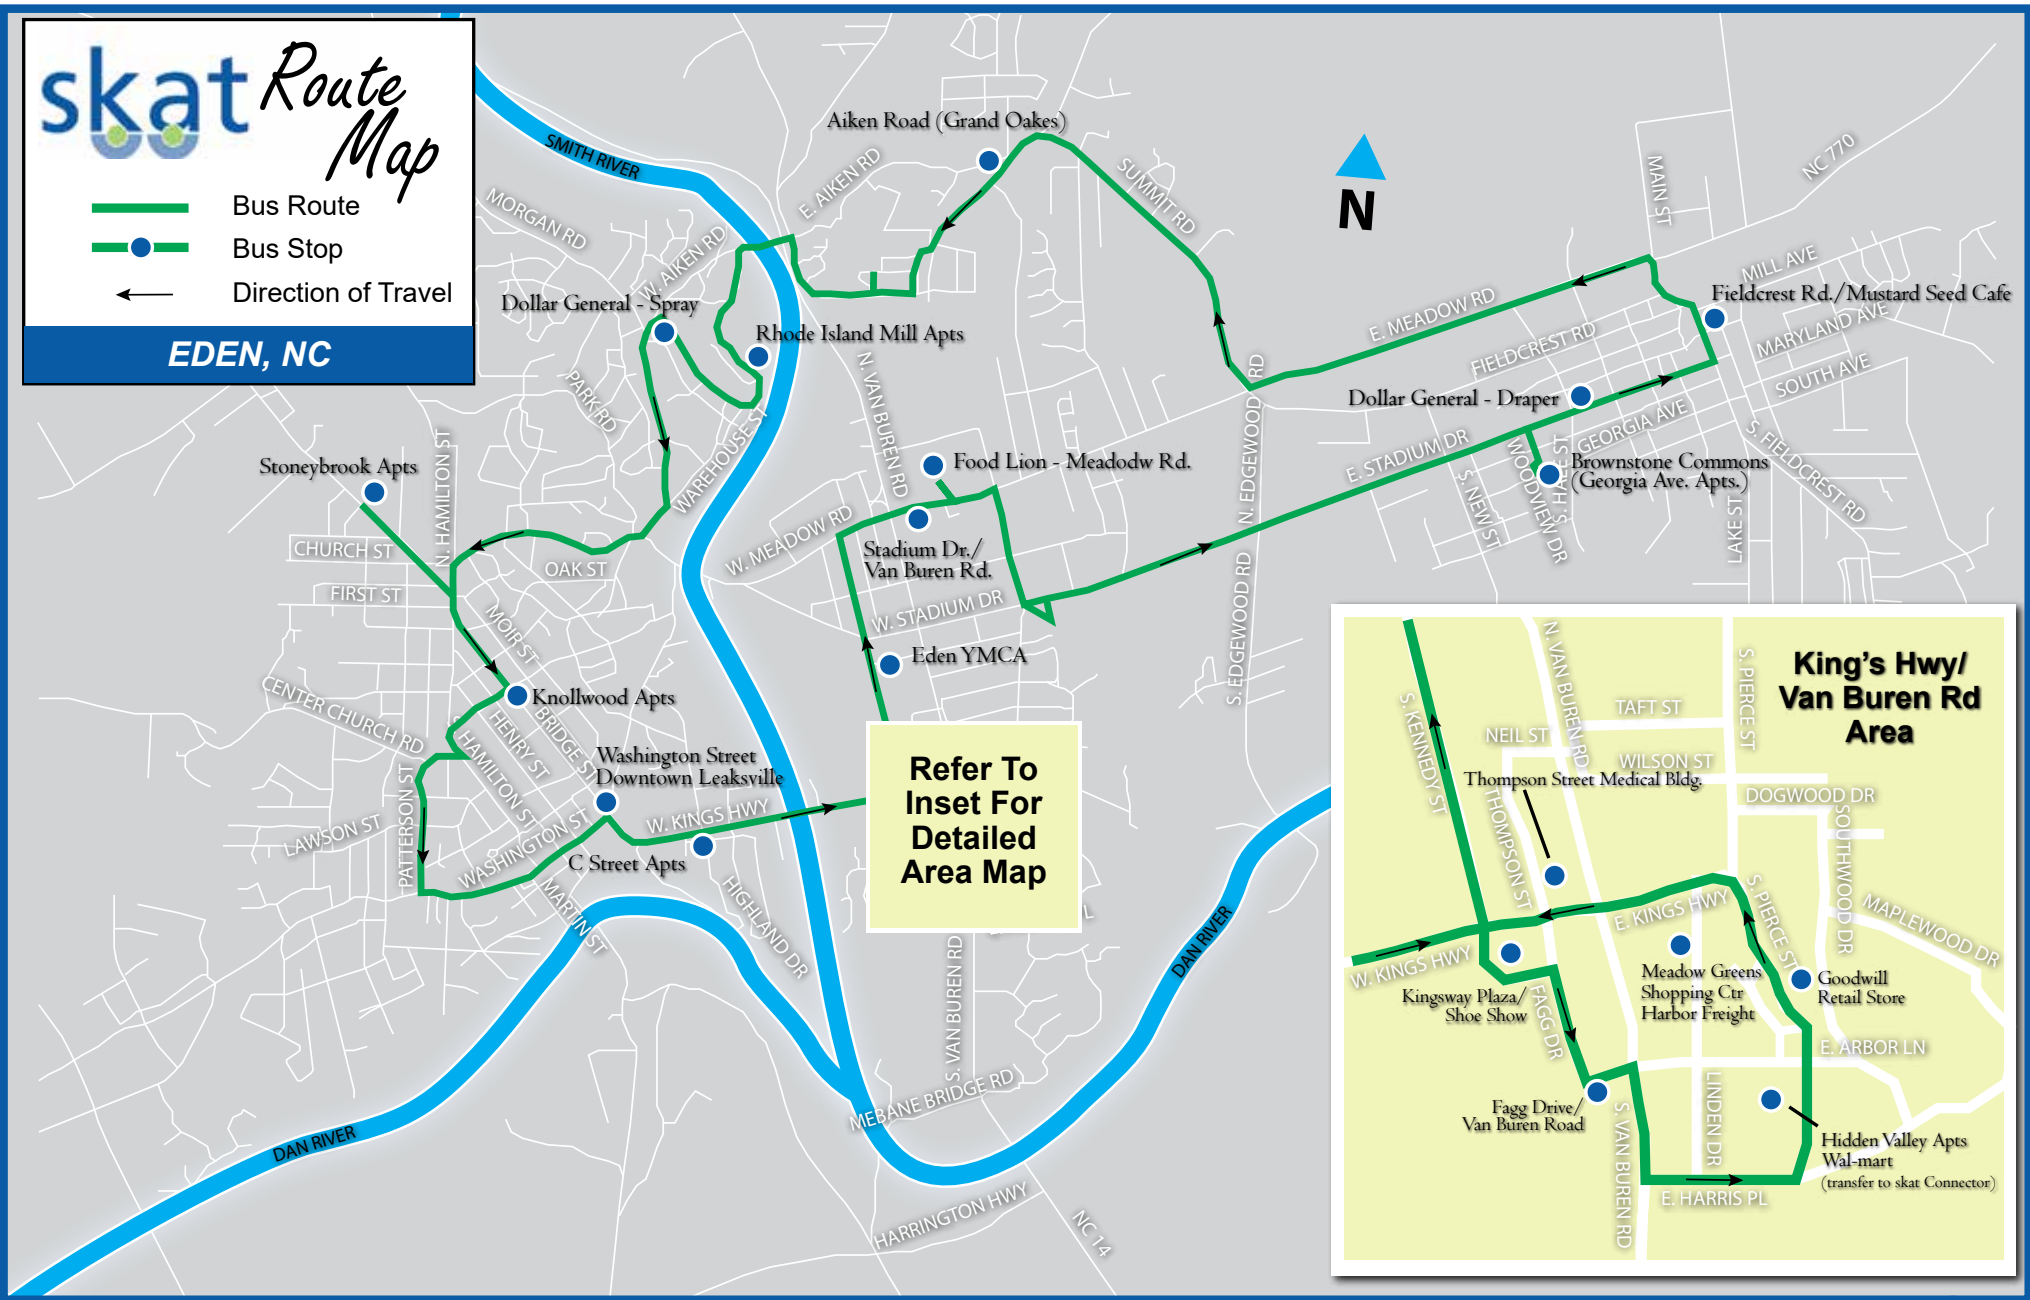 skat Route
Map
Bus Route
Bus Stop
Direction of Travel
EDEN, NC
SMITH RIVER
MORGAN RD
W. AIKEN RD
E. AIKEN RD
Aiken Road (Grand Oakes)
SUMMIT RD
N
MAIN ST
NC 770
MILL AVE
Fieldcrest Rd./Mustard Seed Cafe
MARYLAND AVE
SOUTH AVE
E. MEADOW RD
FIELDCREST RD
Dollar General - Draper
GEORGIA AVE
S. FIELDCREST RD
E. STADIUM DR
S. NEW ST
WOODVIEW DR
S. HALE ST
Brownstone Commons
(Georgia Ave. Apts.)
LAKE ST
Dollar General - Spray
Rhode Island Mill Apts
PARK RD
WAREHOUSE ST
N. VAN BUREN RD
N. EDGEWOOD RD
S. EDGEWOOD RD
Food Lion - Meadodw Rd.
W. MEADOW RD
Stadium Dr./
Van Buren Rd.
W. STADIUM DR
Eden YMCA
Stoneybrook Apts
N. HAMILTON ST
CHURCH ST
FIRST ST
OAK ST
MOIR ST
CENTER CHURCH RD
Knollwood Apts
HENRY ST
BRIDGE ST
S. HAMILTON ST
Washington Street
Downtown Leaksville
PATTERSON ST
LAWSON ST
WASHINGTON ST
W. KINGS HWY
C Street Apts
MARTIN ST
HIGHLAND DR
Refer To
Inset For
Detailed
Area Map
S. VAN BUREN RD
MEBANE BRIDGE RD
DAN RIVER
DAN RIVER
HARRINGTON HWY
NC 14
King's Hwy/
Van Buren Rd
Area
S. KENNEDY ST
N. VAN BUREN RD
S. PIERCE ST
TAFT ST
NEIL ST
WILSON ST
Thompson Street Medical Bldg.
DOGWOOD DR
THOMPSON ST
SOUTHWOOD DR
MAPLEWOOD DR
E. KINGS HWY
S. PIERCE ST
W. KINGS HWY
Kingsway Plaza/
Shoe Show
FAGG DR
Meadow Greens
Shopping Ctr
Harbor Freight
Goodwill
Retail Store
E. ARBOR LN
Fagg Drive/
Van Buren Road
LINDEN DR
S. VAN BUREN RD
Hidden Valley Apts
Wal-mart
(transfer to skat Connector)
E. HARRIS PL